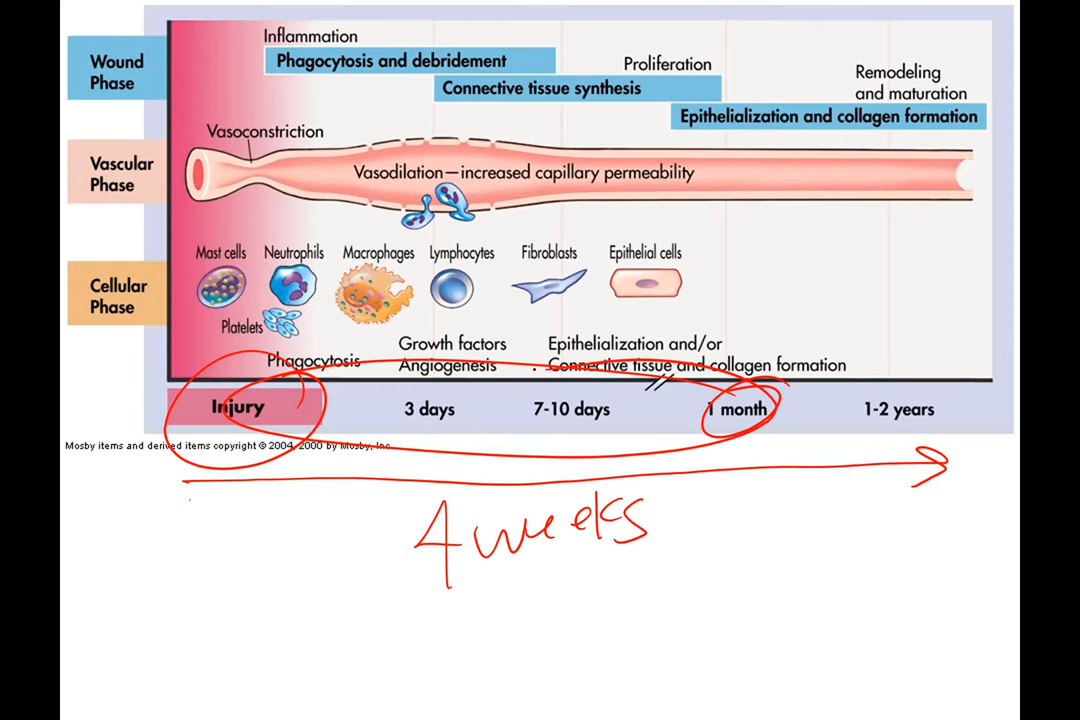 Inflammation
Wound Phase
Phagocytosis and debridement
Proliferation
Connective tissue synthesis
Remodeling
and maturation
Epithelialization and collagen formation
Vasoconstriction
Vascular Phase
Vasodilation—increased capillary permeability
Mast cells Neutrophils Macrophages Lymphocytes Fibroblasts Epithelial cells
Cellular Phase
Platelets
Phagocytosis
Growth factors
Angiogenesis
Epithelialization and/or
Connective tissue and collagen formation
Injury 3 days 7-10 days 1 month 1-2 years
Mosby items and derived items copyright © 2004, 2000 by Mosby, Inc.
4 weeks